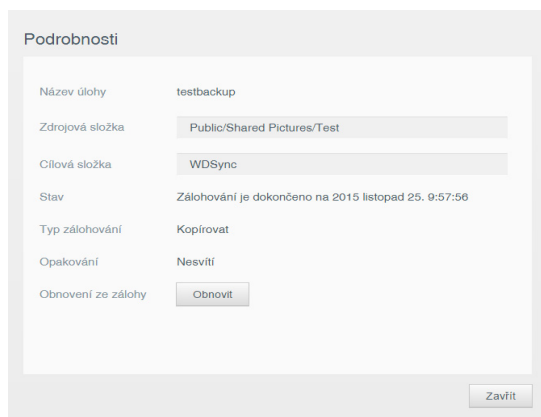 Podrobnosti
Název úlohy testbackup
Zdrojová složka Public/Shared Pictures/Test
Cílová složka WDSync
Stav Zálohování je dokončeno na 2015 listopad 25. 9:57:56
Typ zálohování Kopírovat
Opakování Nesvítí
Obnovení ze zálohy Obnovit
Zavřít